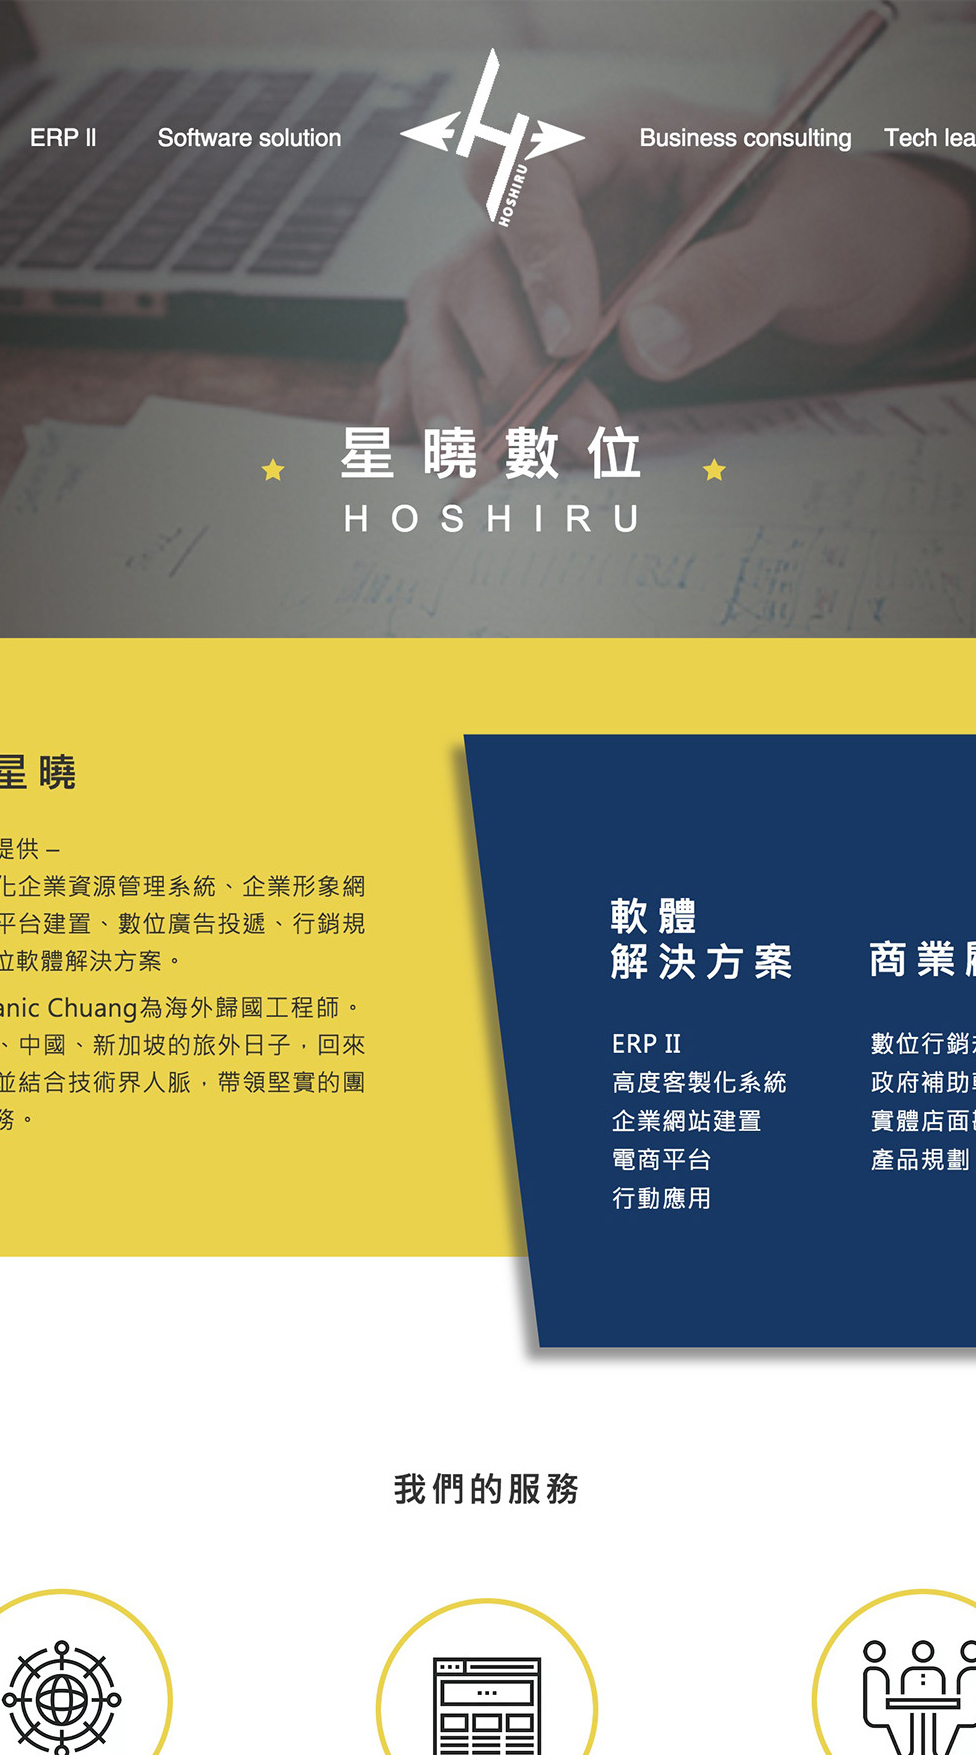 ERP ll
Software solution
HOSHIRU
Business consulting
Tech lea
星曉數位
HOSHIRU
星曉
提供 –
化企業資源管理系統、企業形象網
平台建置、數位廣告投遞、行銷規
位軟體解決方案。
anic Chuang為海外歸國工程師。
、中國、新加坡的旅外日子，回來
並結合技術界人脈，帶領堅實的團
務。
軟體
解決方案
ERP II
高度客製化系統
企業網站建置
電商平台
行動應用
商業
數位行銷
政府補助
實體店面
產品規劃
我們的服務